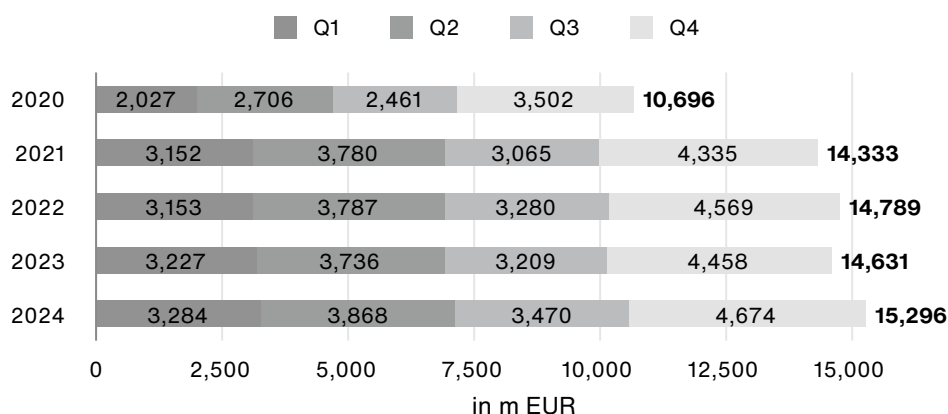 Q1 Q2 Q3 Q4
2020 2,027 2,706 2,461 3,502 10,696
2021 3,152 3,780 3,065 4,335 14,333
2022 3,153 3,787 3,280 4,569 14,789
2023 3,227 3,736 3,209 4,458 14,631
2024 3,284 3,868 3,470 4,674 15,296
0 2,500 5,000 7,500 10,000 12,500 15,000
in m EUR